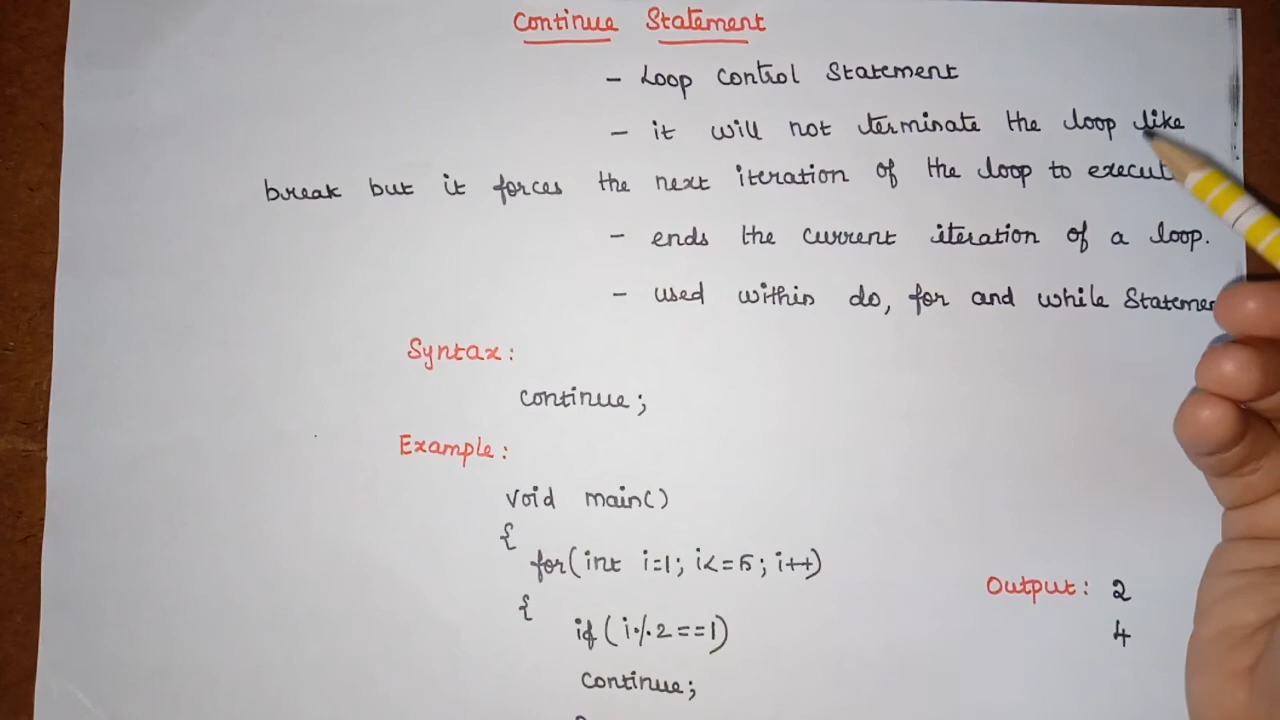 Continue Statement
- Loop control Statement
- it will not terminate the loop like
break but it forces the next iteration of the loop to execut
- ends the current iteration of a loop.
- used within do, for and while Statemen
Syntax:
continue;
Example:
void main()
{
for(int i=1; i<=5; i++)
{
if(i%2==1)
continue;
Output: 2
4